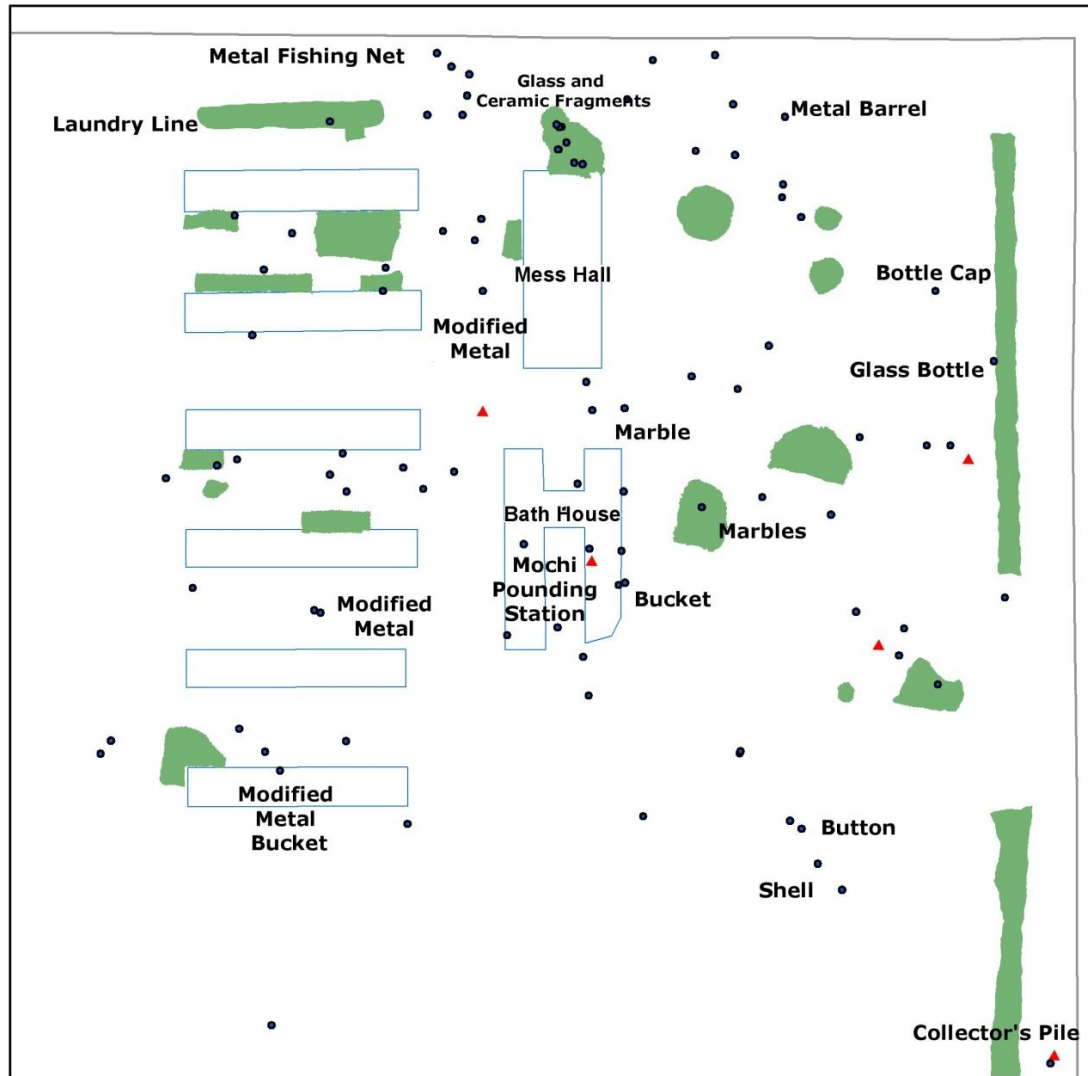 Metal Fishing Net
Glass and
Ceramic Fragments
Metal Barrel
Laundry Line
Mess Hall
Bottle Cap
Modified
Metal
Glass Bottle
Marble
Bath House
Marbles
Mochi
Pounding
Station
Bucket
Modified
Metal
Modified
Metal
Bucket
Button
Shell
Collector's Pile